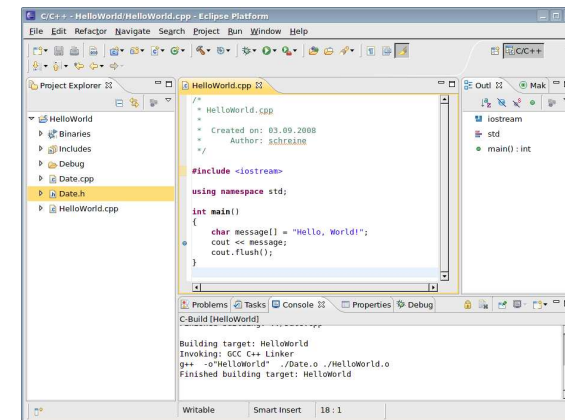 C/C++ - HelloWorld/HelloWorld.cpp - Eclipse Platform
File Edit Refactor Navigate Search Project Run Window Help
C/C++
Project Explorer
HelloWorld
Binaries
Includes
Debug
Date.cpp
Date.h
HelloWorld.cpp
HelloWorld.cpp
/*
* HelloWorld.cpp
*
* Created on: 03.09.2008
* Author: schreine
*/
#include <iostream>
using namespace std;
int main()
{
char message[] = "Hello, World!";
cout << message;
cout.flush();
}
Outl Mak
iostream
std
main() : int
Problems Tasks Console Properties Debug
C-Build [HelloWorld]
Building target: HelloWorld
Invoking: GCC C++ Linker
g++ -o"HelloWorld" ./Date.o ./HelloWorld.o
Finished building target: HelloWorld
Writable Smart Insert 18 : 1